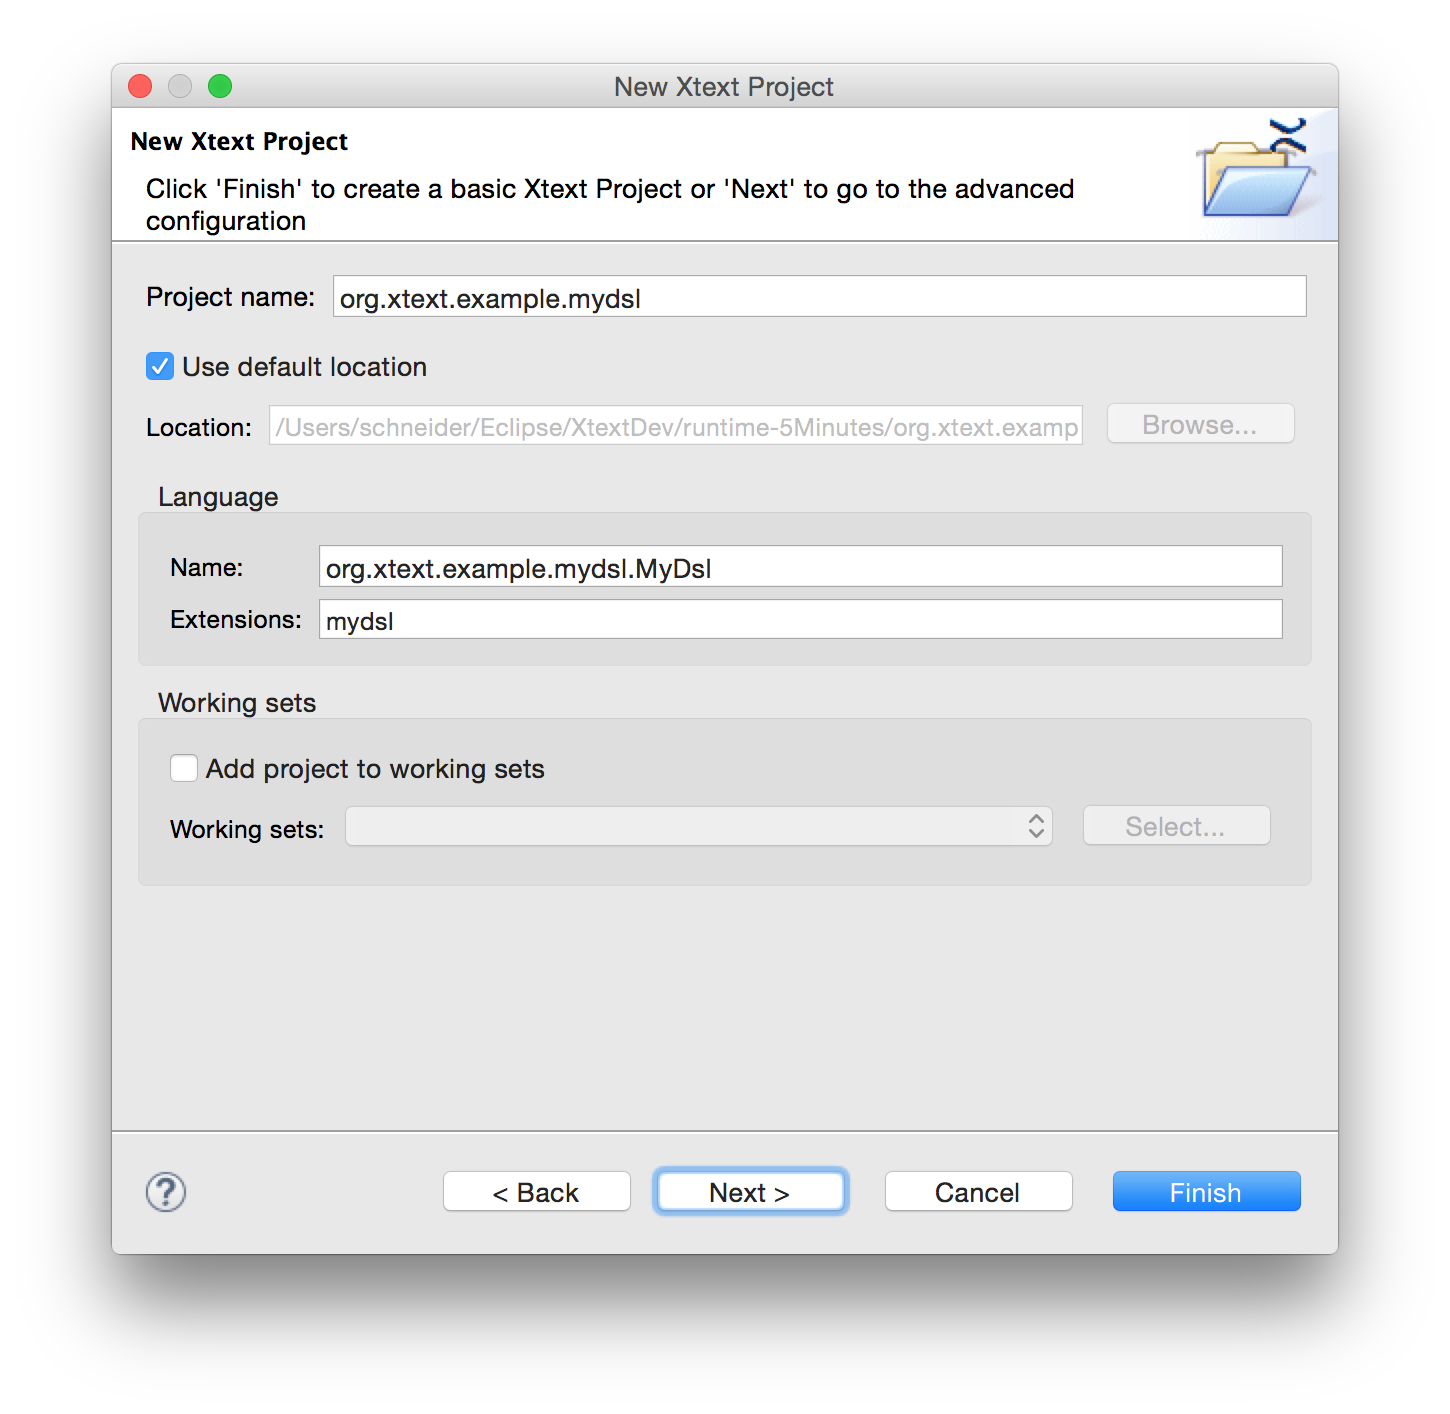 New Xtext Project
New Xtext Project
Click 'Finish' to create a basic Xtext Project or 'Next' to go to the advanced
configuration
Project name: org.xtext.example.mydsl
Use default location
Location: /Users/schneider/Eclipse/XtextDev/runtime-5Minutes/org.xtext.examp Browse...
Language
Name: org.xtext.example.mydsl.MyDsl
Extensions: mydsl
Working sets
Add project to working sets
Working sets: Select...
? < Back Next > Cancel Finish